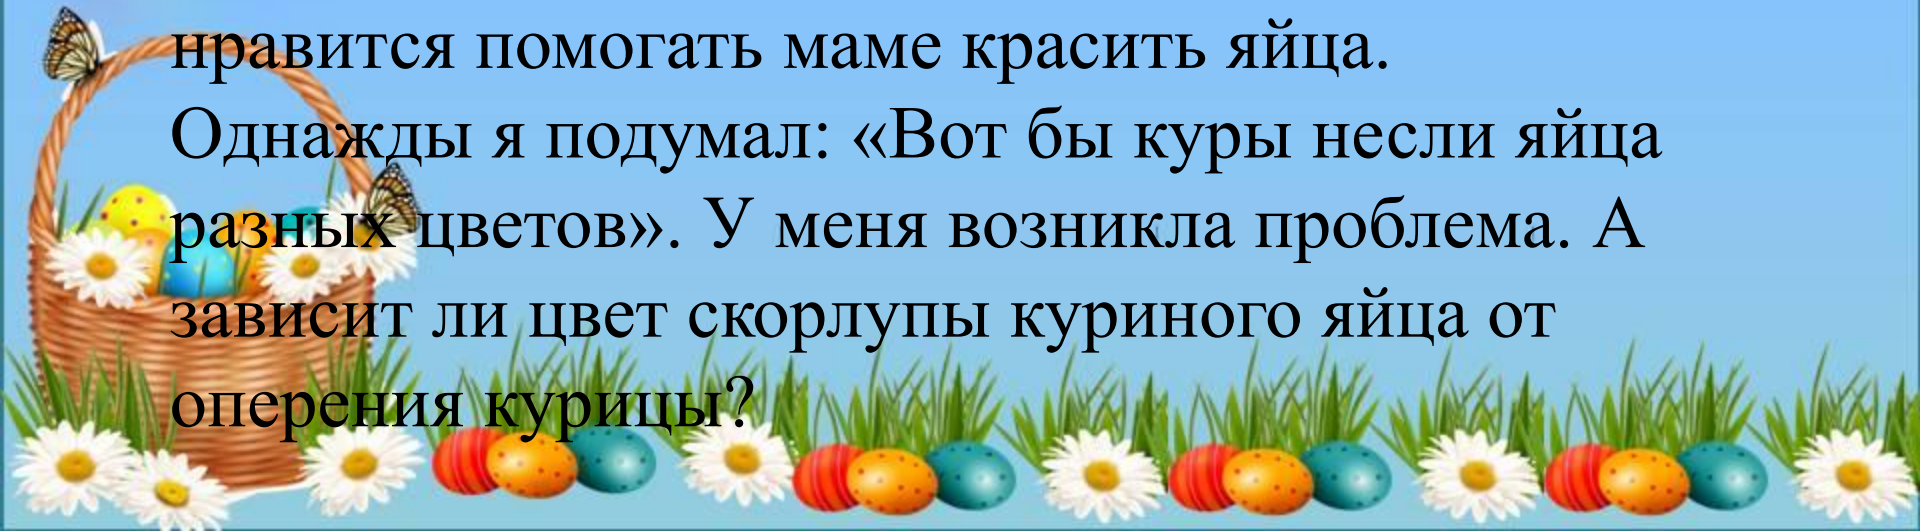 нравится помогать маме красить яйца.
Однажды я подумал: «Вот бы куры несли яйца
разных цветов». У меня возникла проблема. А
зависит ли цвет скорлупы куриного яйца от
оперения курицы?